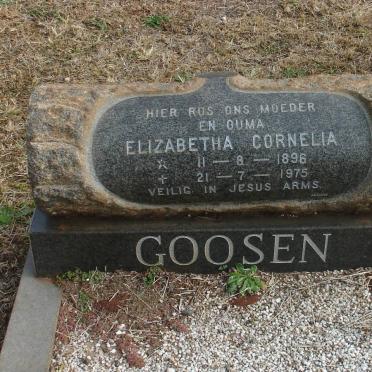 HIER RUS ONS MOEDER
EN OUMA
ELIZABETHA CORNELIA
☆ 11 – 8 – 1896
+ 21 – 7 – 1975
VEILIG IN JESUS ARMS
GOOSEN